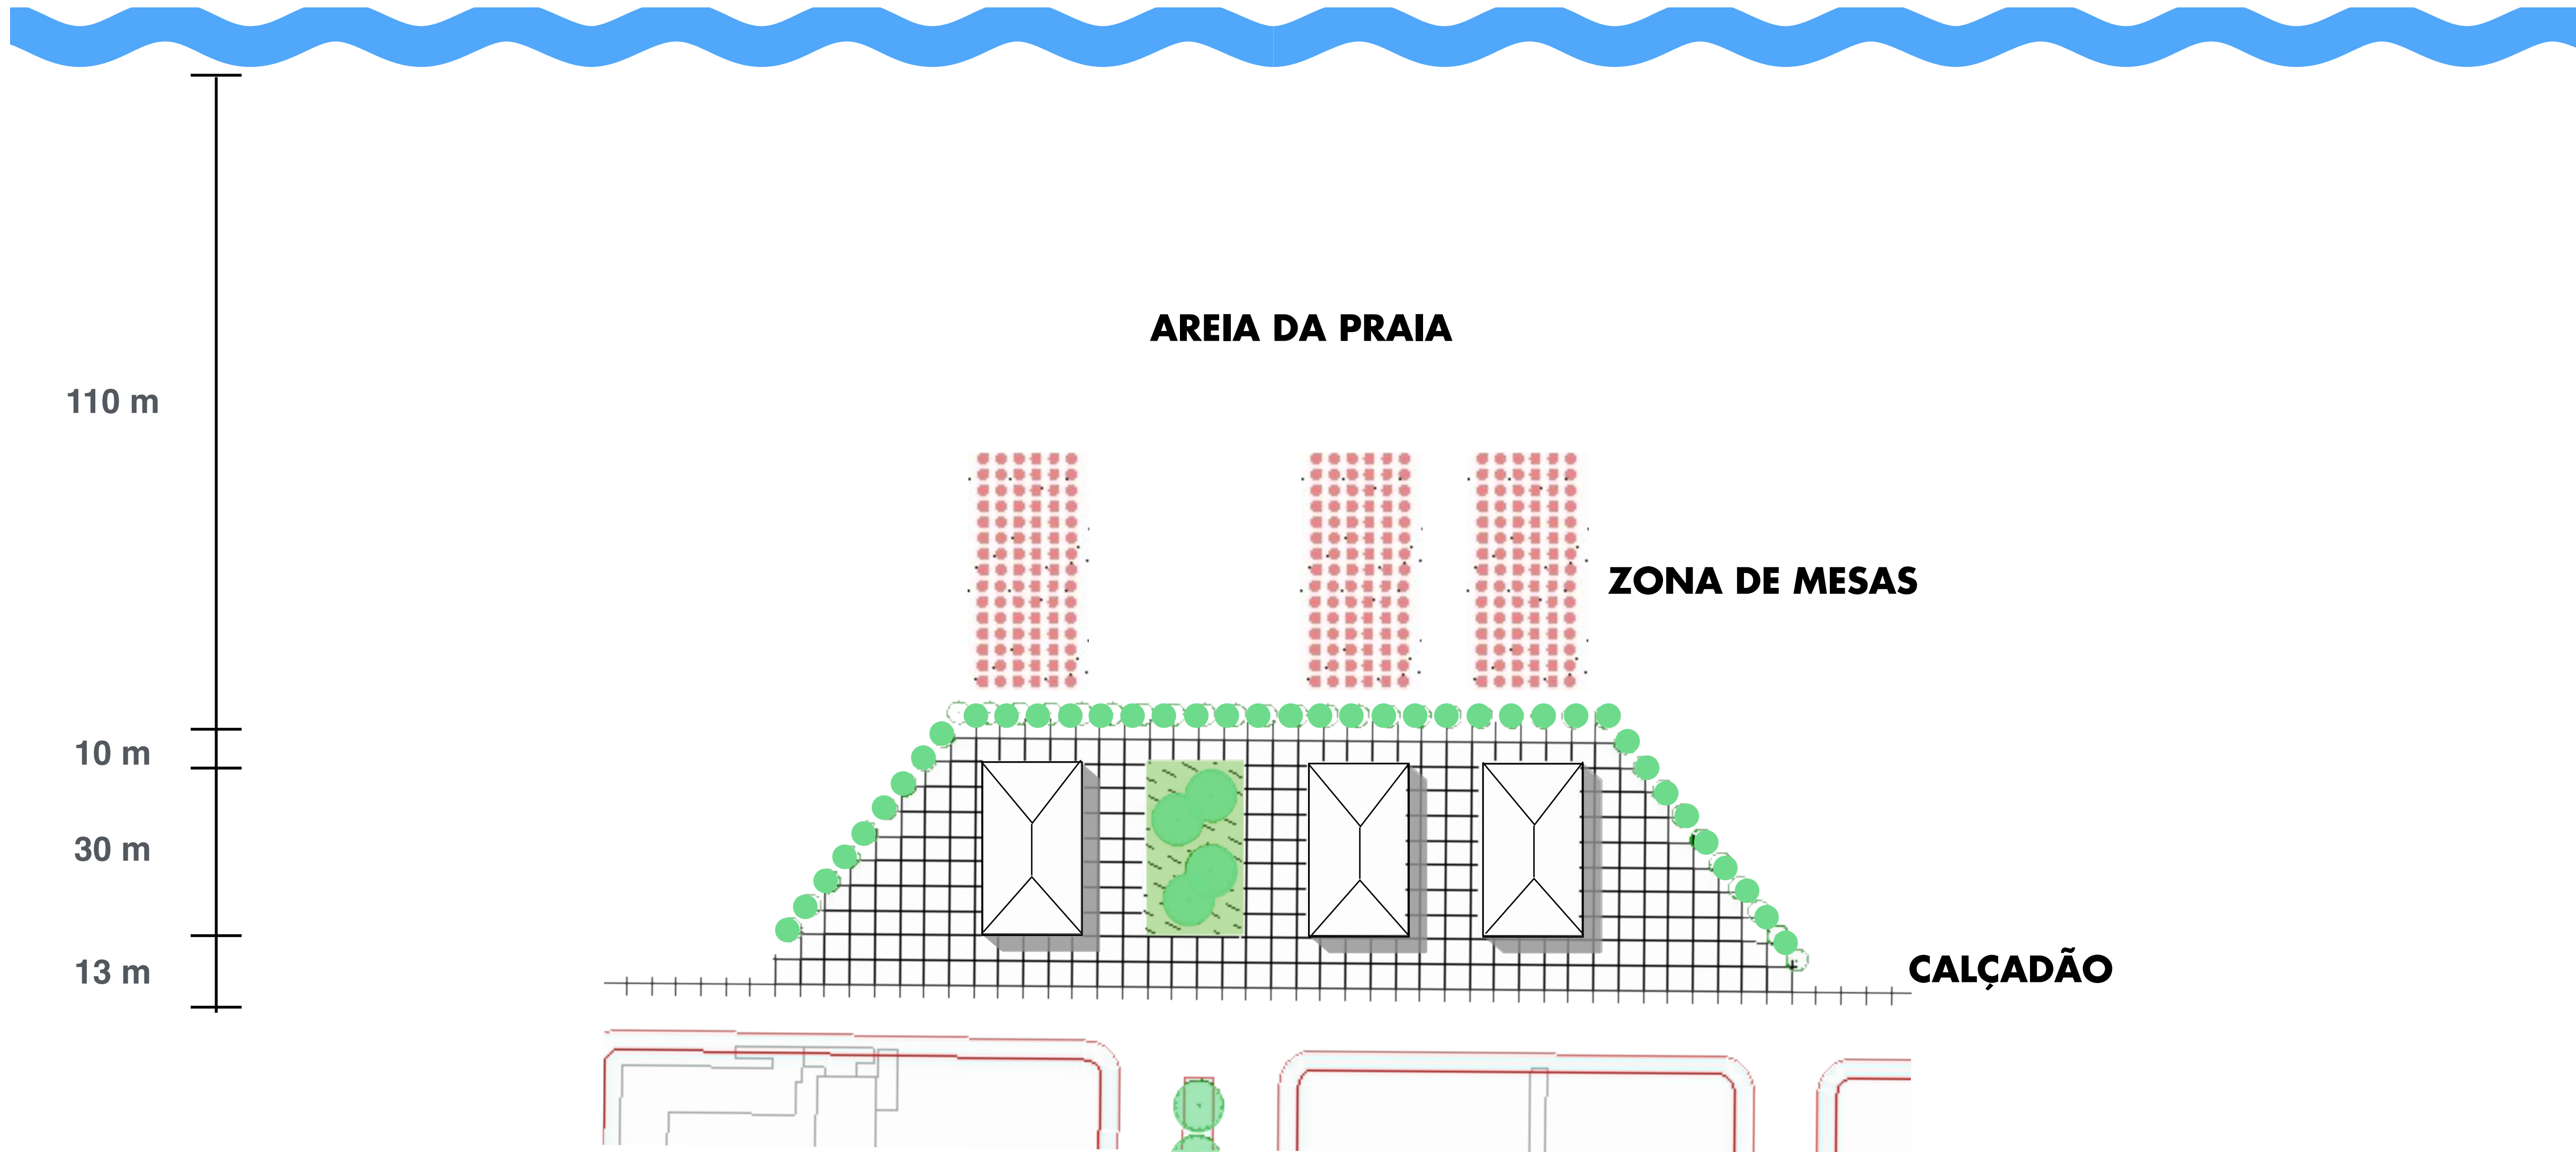 AREIA DA PRAIA
110 m
ZONA DE MESAS
10 m
30 m
13 m
CALÇADÃO